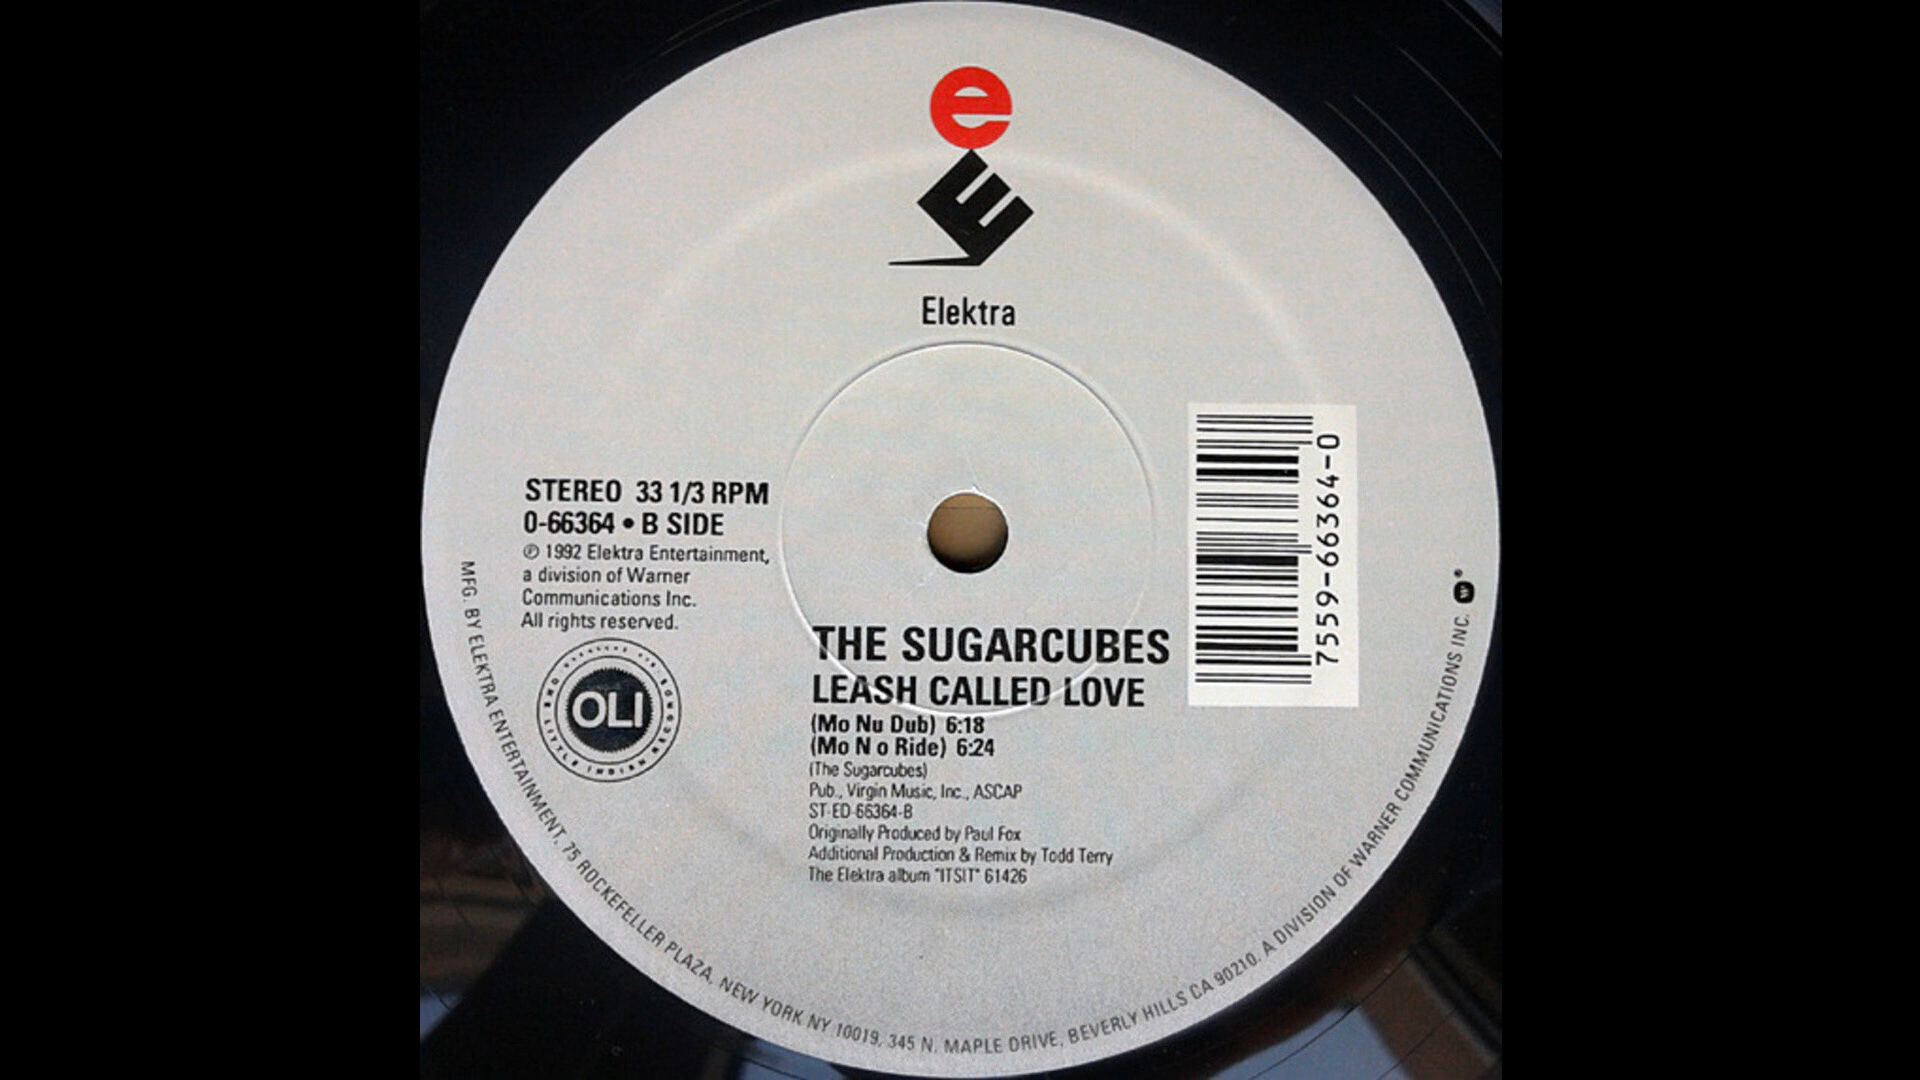 e
E
Elektra
STEREO 33 1/3 RPM
0-66364 • B SIDE
℗ 1992 Elektra Entertainment,
a division of Warner
Communications Inc.
All rights reserved.
OLI
ONE LITTLE INDIAN RECORDS
7559-66364-0
THE SUGARCUBES
LEASH CALLED LOVE
(Mo Nu Dub) 6:18
(Mo N o Ride) 6:24
(The Sugarcubes)
Pub., Virgin Music, Inc., ASCAP
ST-ED-66364-B
Originally Produced by Paul Fox
Additional Production & Remix by Todd Terry
The Elektra album "ITSIT" 61426
MFG. BY ELEKTRA ENTERTAINMENT, 75 ROCKEFELLER PLAZA, NEW YORK NY 10019, 345 N. MAPLE DRIVE, BEVERLY HILLS CA 90210. A DIVISION OF WARNER COMMUNICATIONS INC.